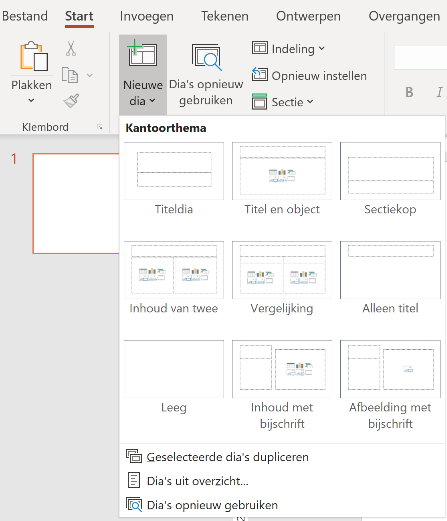 Bestand Start Invoegen Tekenen Ontwerpen Overgangen
Plakken
Klembord
Nieuwe
dia
Dia's opnieuw
gebruiken
Indeling
Opnieuw instellen
Sectie
B I
Kantoorthema
1
Titeldia Titel en object Sectiekop
Inhoud van twee Vergelijking Alleen titel
Leeg Inhoud met
bijschrift
Afbeelding met
bijschrift
Geselecteerde dia's dupliceren
Dia's uit overzicht...
Dia's opnieuw gebruiken